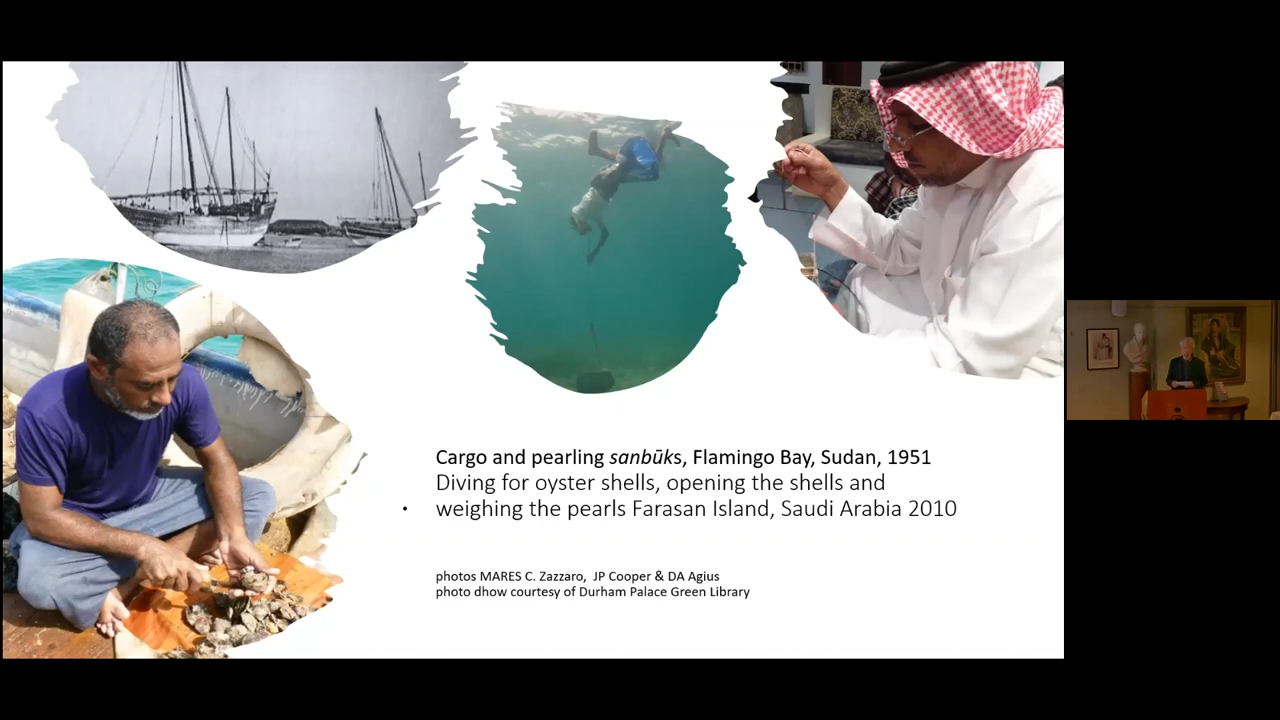 Cargo and pearling sanbūks, Flamingo Bay, Sudan, 1951
Diving for oyster shells, opening the shells and
• weighing the pearls Farasan Island, Saudi Arabia 2010
photos MARES C. Zazzaro, JP Cooper & DA Agius
photo dhow courtesy of Durham Palace Green Library